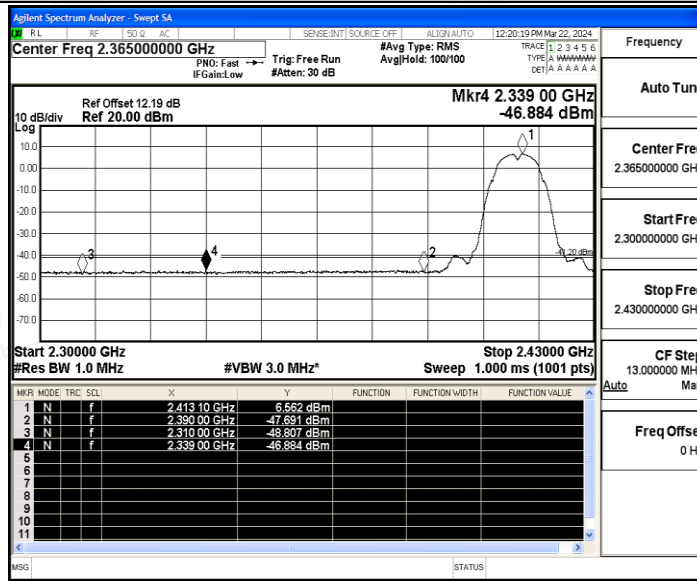 Agilent Spectrum Analyzer - Swept SA
RL RF 50 Ω AC SENSE:INT SOURCE OFF ALIGN AUTO 12:20:19 PM Mar 22, 2024
Center Freq 2.365000000 GHz
PNO: Fast
IFGain:Low
Trig: Free Run
#Atten: 30 dB
#Avg Type: RMS
Avg|Hold: 100/100
TRACE 1 2 3 4 5 6
TYPE A WWWWW
DET A A A A A A
Frequency
Auto Tun
Center Fre
2.365000000 GH
Start Fre
2.300000000 GH
Stop Fre
2.430000000 GH
CF Step
13.000000 MH
Auto Ma
Freq Offse
0 H
Mkr4 2.339 00 GHz
-46.884 dBm
Ref Offset 12.19 dB
10 dB/div Ref 20.00 dBm
Log
10.0
0.00
-10.0
-20.0
-30.0
-40.0
-50.0
-60.0
-70.0
1
2
3
4
-41.20 dBm
Start 2.30000 GHz Stop 2.43000 GHz
#Res BW 1.0 MHz #VBW 3.0 MHz* Sweep 1.000 ms (1001 pts)
MKR MODE TRC SCL X Y FUNCTION FUNCTION WIDTH FUNCTION VALUE
1 N f 2.413 10 GHz 6.562 dBm
2 N f 2.390 00 GHz -47.691 dBm
3 N f 2.310 00 GHz -48.807 dBm
4 N f 2.339 00 GHz -46.884 dBm
5
6
7
8
9
10
11
MSG STATUS